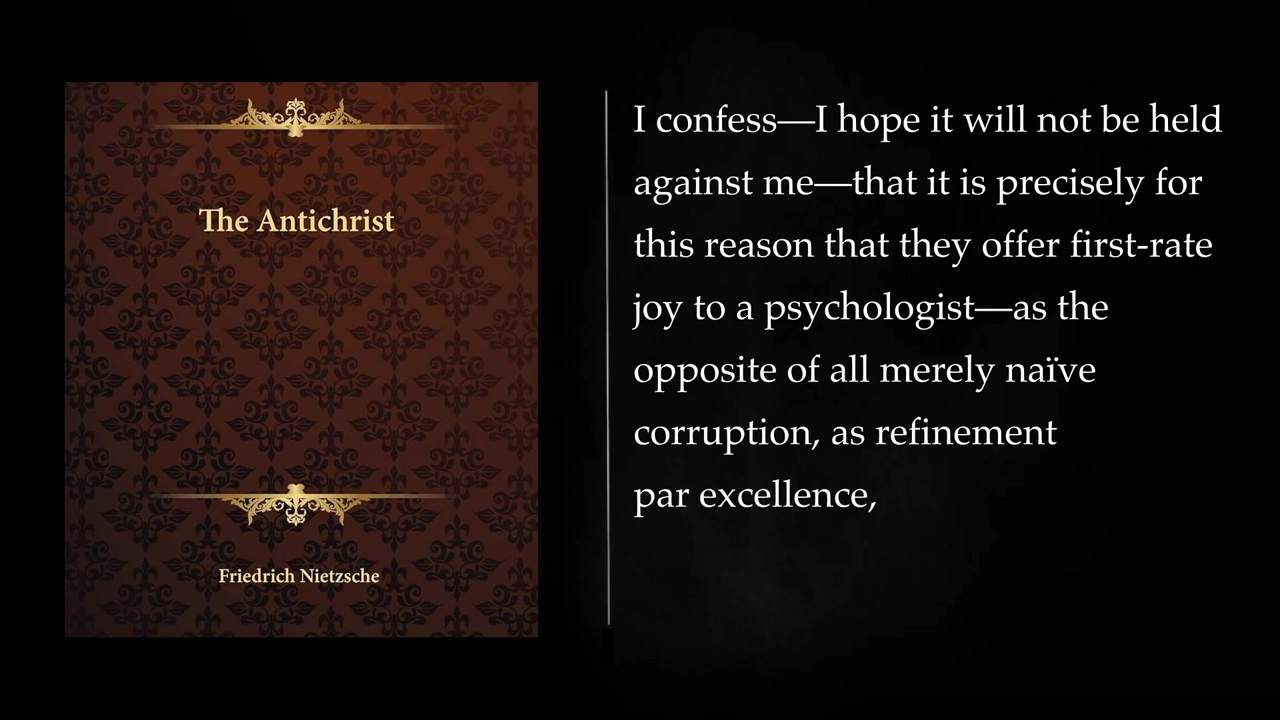 The Antichrist
Friedrich Nietzsche
I confess—I hope it will not be held
against me—that it is precisely for
this reason that they offer first-rate
joy to a psychologist—as the
opposite of all merely naïve
corruption, as refinement
par excellence,